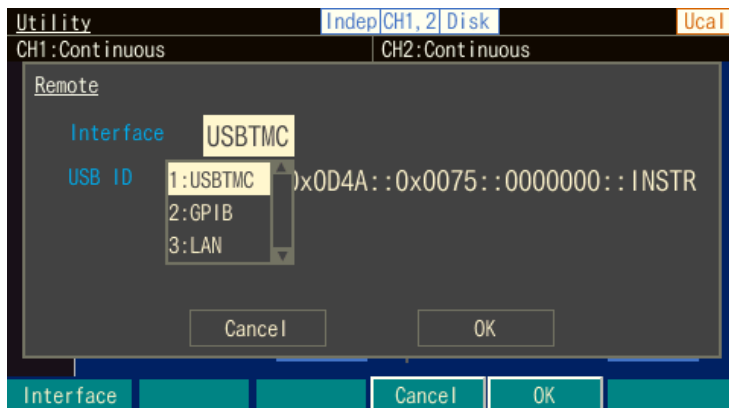 Utility Indep CH1,2 Disk Ucal
CH1:Continuous CH2:Continuous
Remote
Interface USBTMC
USB ID x0D4A::0x0075::0000000::INSTR
1:USBTMC
2:GPIB
3:LAN
Cancel OK
Interface Cancel OK